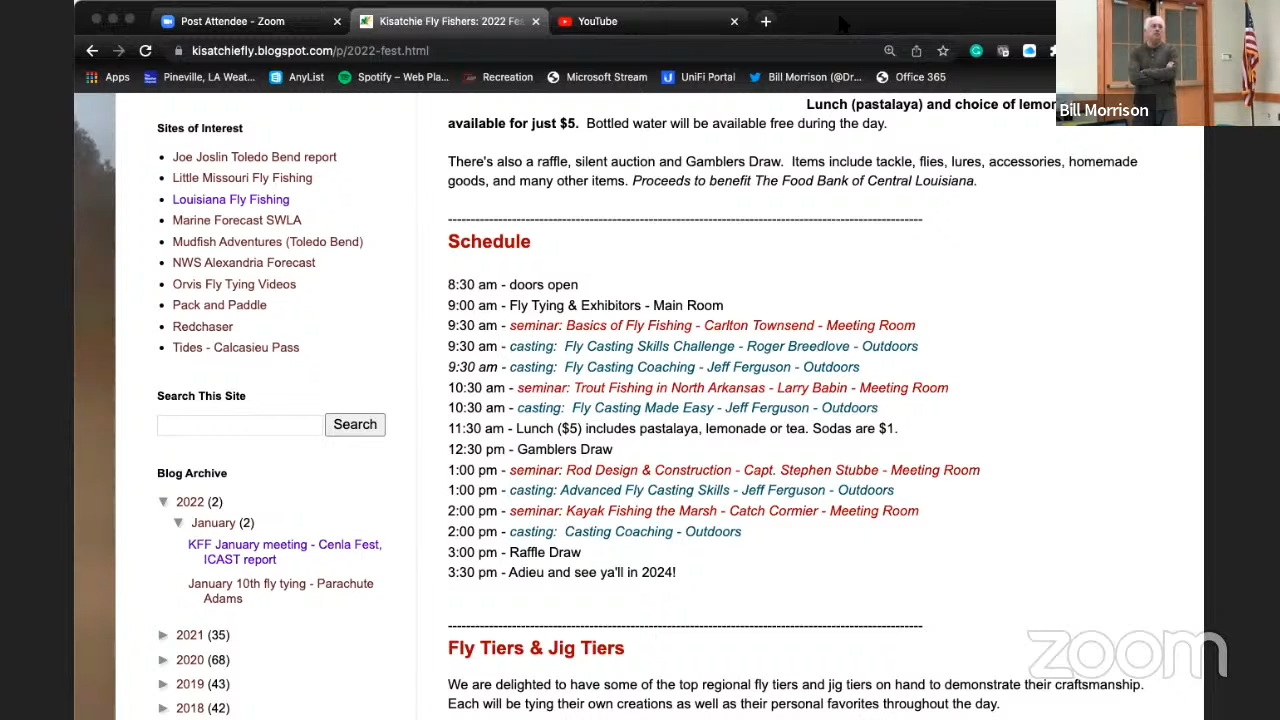 Post Attendee - Zoom
Kisatchie Fly Fishers: 2022 Fes
YouTube
kisatchiefly.blogspot.com/p/2022-fest.html
Apps
Pineville, LA Weat...
AnyList
Spotify – Web Pla...
Recreation
Microsoft Stream
UniFi Portal
Bill Morrison (@Dr...
Office 365
Bill Morrison
Sites of Interest
Joe Joslin Toledo Bend report
Little Missouri Fly Fishing
Louisiana Fly Fishing
Marine Forecast SWLA
Mudfish Adventures (Toledo Bend)
NWS Alexandria Forecast
Orvis Fly Tying Videos
Pack and Paddle
Redchaser
Tides - Calcasieu Pass
Search This Site
Search
Blog Archive
2022 (2)
January (2)
KFF January meeting - Cenla Fest,
ICAST report
January 10th fly tying - Parachute
Adams
2021 (35)
2020 (68)
2019 (43)
2018 (42)
Lunch (pastalaya) and choice of lemon
available for just $5. Bottled water will be available free during the day.
There's also a raffle, silent auction and Gamblers Draw. Items include tackle, flies, lures, accessories, homemade
goods, and many other items. Proceeds to benefit The Food Bank of Central Louisiana.
--------------------------------------------------------------------------------------------
Schedule
8:30 am - doors open
9:00 am - Fly Tying & Exhibitors - Main Room
9:30 am - seminar: Basics of Fly Fishing - Carlton Townsend - Meeting Room
9:30 am - casting: Fly Casting Skills Challenge - Roger Breedlove - Outdoors
9:30 am - casting: Fly Casting Coaching - Jeff Ferguson - Outdoors
10:30 am - seminar: Trout Fishing in North Arkansas - Larry Babin - Meeting Room
10:30 am - casting: Fly Casting Made Easy - Jeff Ferguson - Outdoors
11:30 am - Lunch ($5) includes pastalaya, lemonade or tea. Sodas are $1.
12:30 pm - Gamblers Draw
1:00 pm - seminar: Rod Design & Construction - Capt. Stephen Stubbe - Meeting Room
1:00 pm - casting: Advanced Fly Casting Skills - Jeff Ferguson - Outdoors
2:00 pm - seminar: Kayak Fishing the Marsh - Catch Cormier - Meeting Room
2:00 pm - casting: Casting Coaching - Outdoors
3:00 pm - Raffle Draw
3:30 pm - Adieu and see ya'll in 2024!
--------------------------------------------------------------------------------------------
Fly Tiers & Jig Tiers
We are delighted to have some of the top regional fly tiers and jig tiers on hand to demonstrate their craftsmanship.
Each will be tying their own creations as well as their personal favorites throughout the day.
zoom